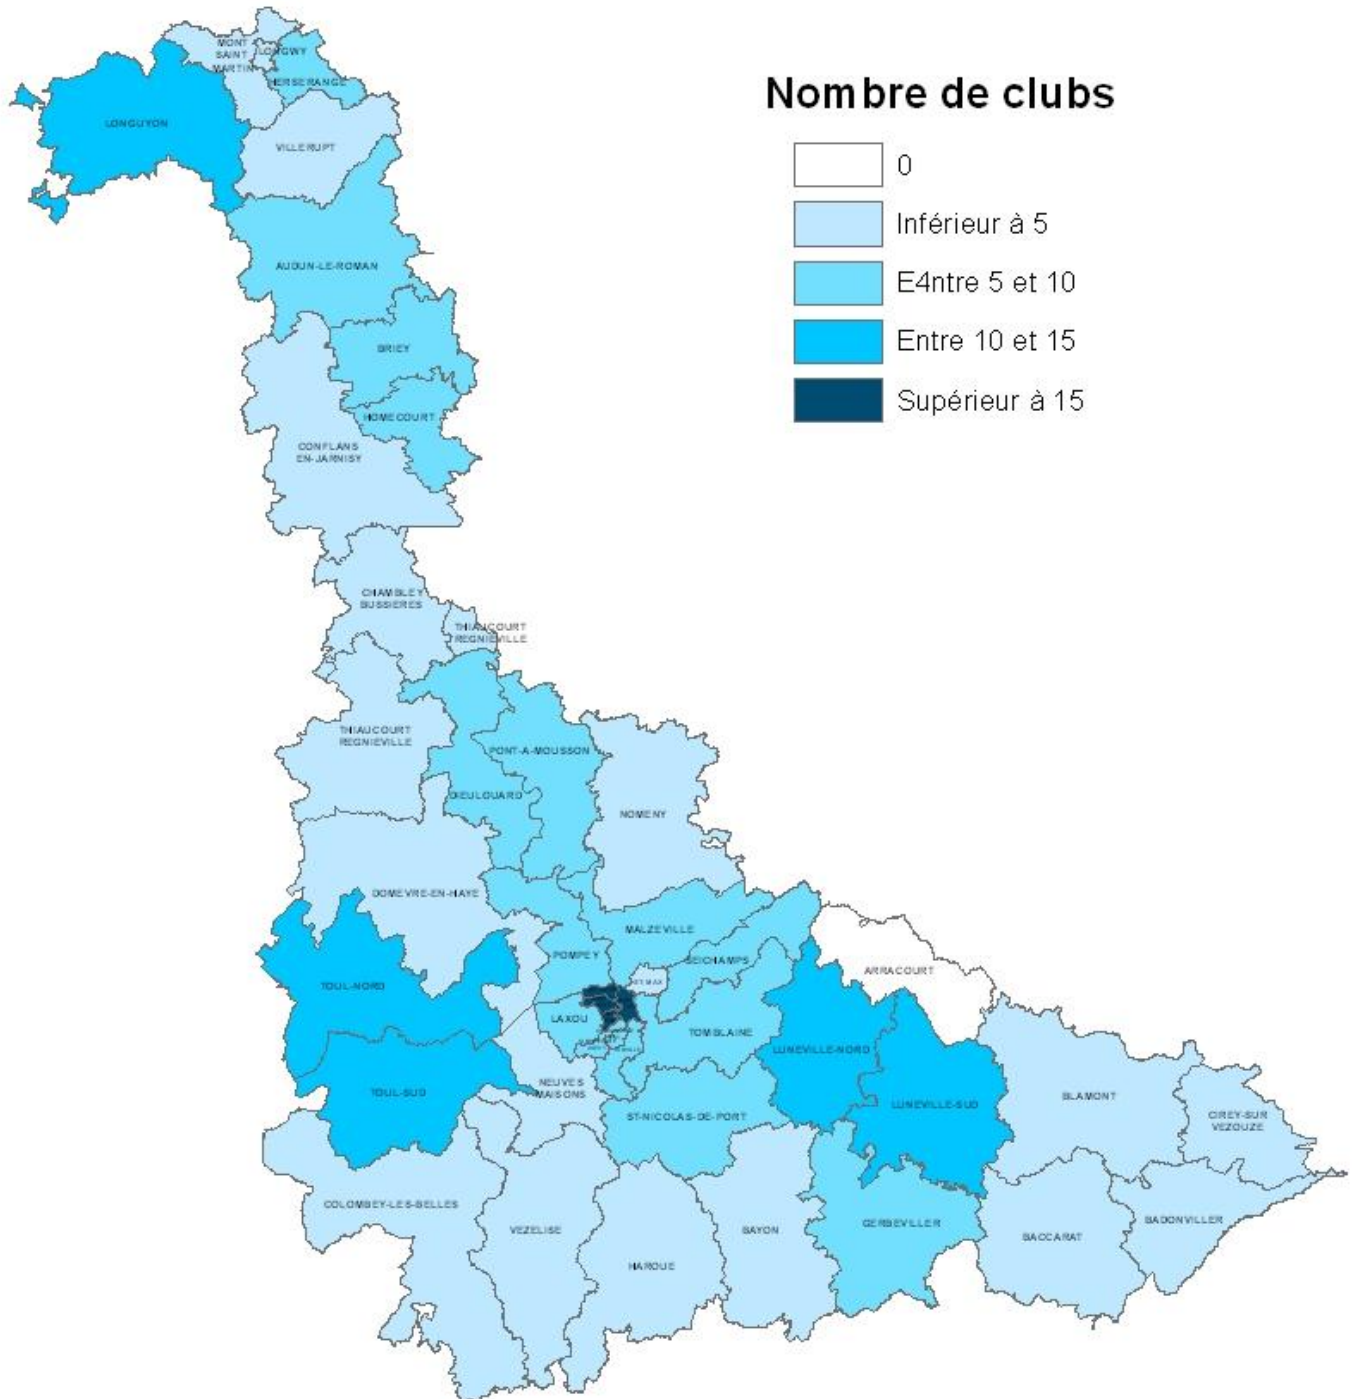 Nombre de clubs
0
Inférieur à 5
E4ntre 5 et 10
Entre 10 et 15
Supérieur à 15
MONT
SAINT
MARTIN
LONGWY
HERSERANGE
LONGUYON
VILLERUPT
AUDUN-LE-ROMAN
BRIEY
HOMECOURT
CONFLANS
EN-JARNISY
CHAMBLEY
BUSSIERES
THIAUCOURT
REGNIEVILLE
THIAUCOURT
REGNIEVILLE
PONT-A-MOUSSON
DIEULOUARD
NOMENY
DOMEVRE-EN-HAYE
MALZEVILLE
POMPEY
SEICHAMPS
ARRACOURT
TOUL-NORD
LAXOU
TOMBLAINE
LUNEVILLE-NORD
TOUL-SUD
NEUVES
MAISONS
ST-NICOLAS-DE-PORT
LUNEVILLE-SUD
BLAMONT
CIREY-SUR
VEZOUZE
COLOMBEY-LES-BELLES
VEZELISE
HAROUE
BAYON
GERBEVILLER
BACCARAT
BADONVILLER